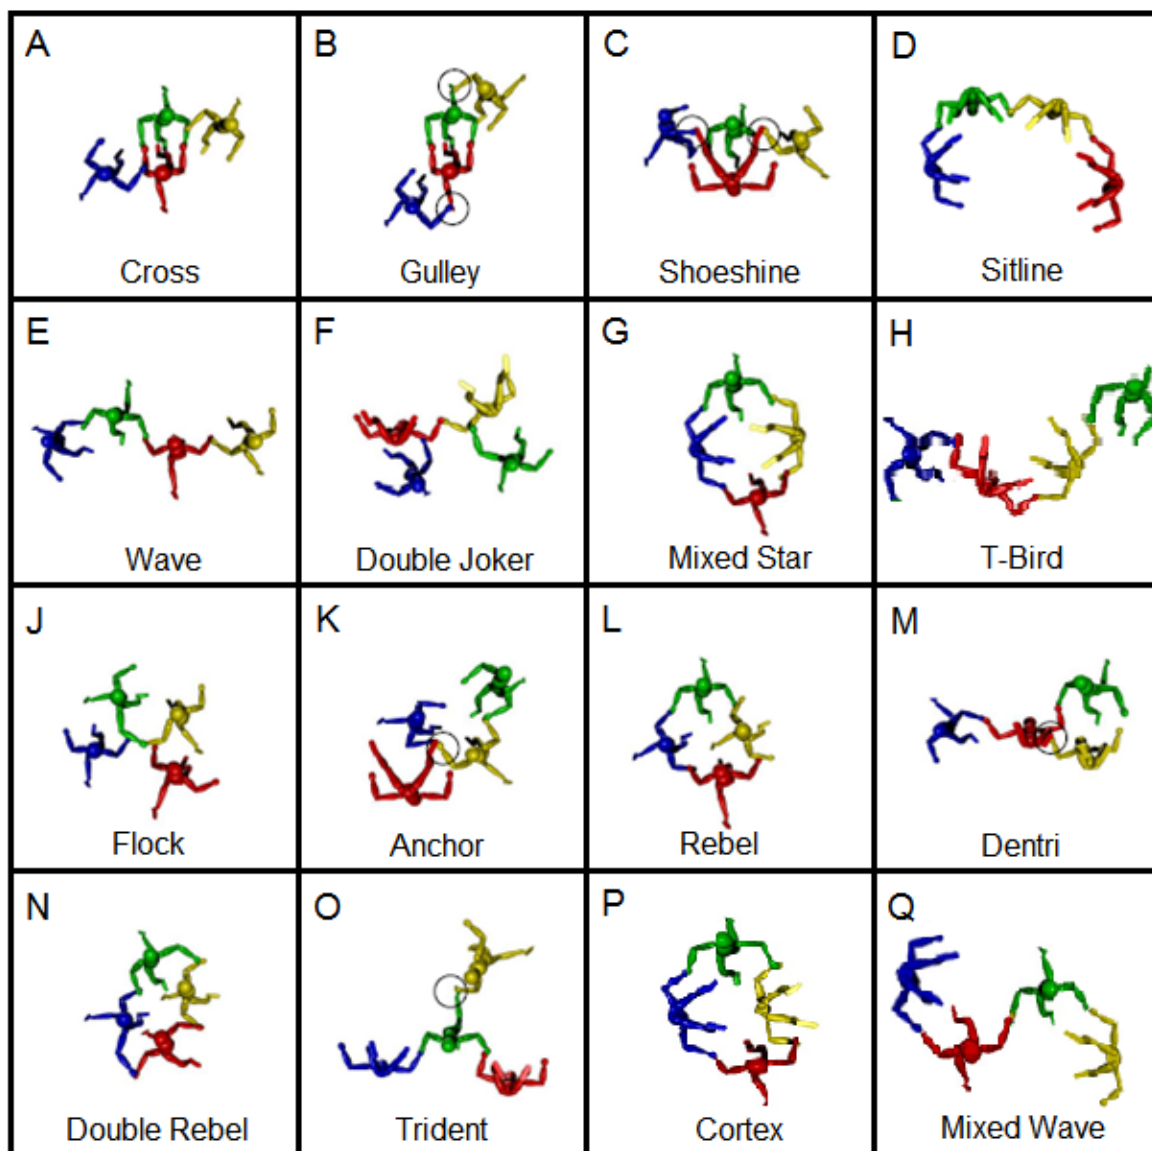 A
Cross
B
Gulley
C
Shoeshine
D
Sitline
E
Wave
F
Double Joker
G
Mixed Star
H
T-Bird
J
Flock
K
Anchor
L
Rebel
M
Dentri
N
Double Rebel
O
Trident
P
Cortex
Q
Mixed Wave